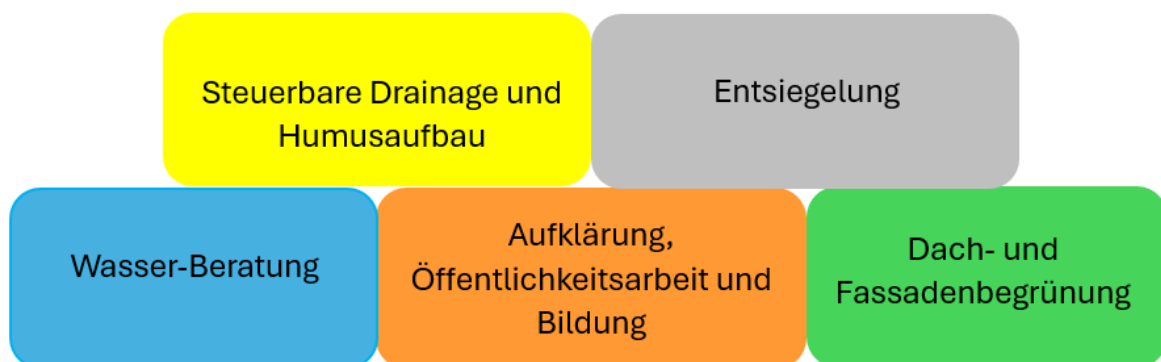 Steuerbare Drainage und
Humusaufbau
Entsiegelung
Wasser-Beratung
Aufklärung,
Öffentlichkeitsarbeit und
Bildung
Dach- und
Fassadenbegrünung